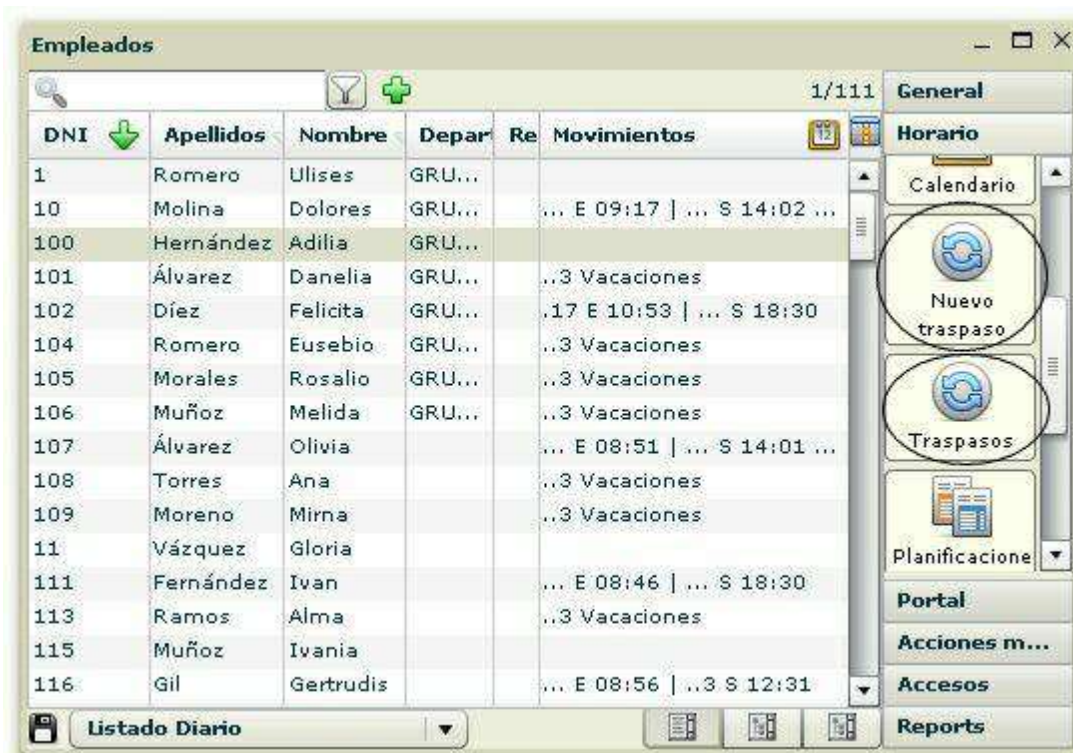 Empleados
1/111
DNI Apellidos Nombre Depar Re Movimientos 12
1 Romero Ulises GRU...
10 Molina Dolores GRU... ... E 09:17 | ... S 14:02 ...
100 Hernández Adilia GRU...
101 Álvarez Danelia GRU... ..3 Vacaciones
102 Díez Felicita GRU... .17 E 10:53 | ... S 18:30
104 Romero Eusebio GRU... ..3 Vacaciones
105 Morales Rosalio GRU... ..3 Vacaciones
106 Muñoz Melida GRU... ..3 Vacaciones
107 Álvarez Olivia ... E 08:51 | ... S 14:01 ...
108 Torres Ana ..3 Vacaciones
109 Moreno Mirna ..3 Vacaciones
11 Vázquez Gloria
111 Fernández Ivan ... E 08:46 | ... S 18:30
113 Ramos Alma ..3 Vacaciones
115 Muñoz Ivania
116 Gil Gertrudis ... E 08:56 | ..3 S 12:31
Listado Diario
General
Horario
Calendario
Nuevo
traspaso
Traspasos
Planificacione
Portal
Acciones m...
Accesos
Reports